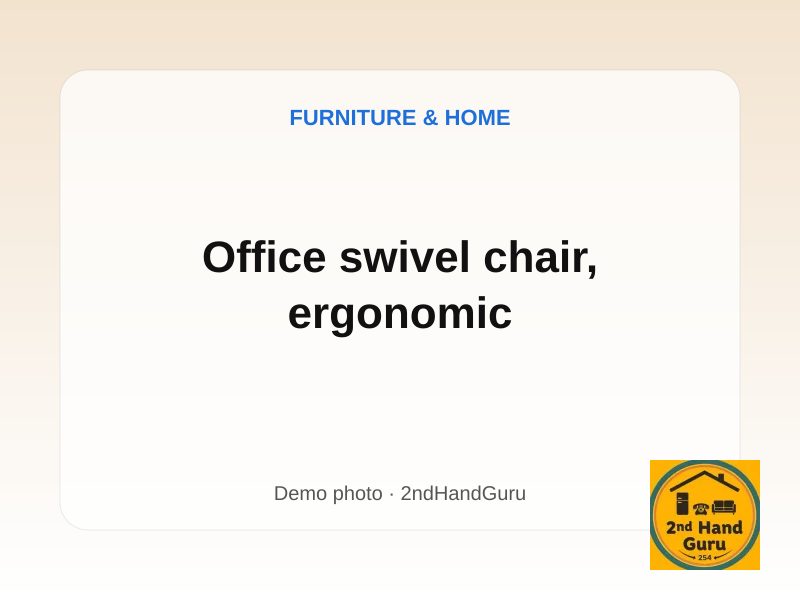 FURNITURE & HOME
Office swivel chair,
ergonomic
Demo photo · 2ndHandGuru
2nd Hand
Guru
254